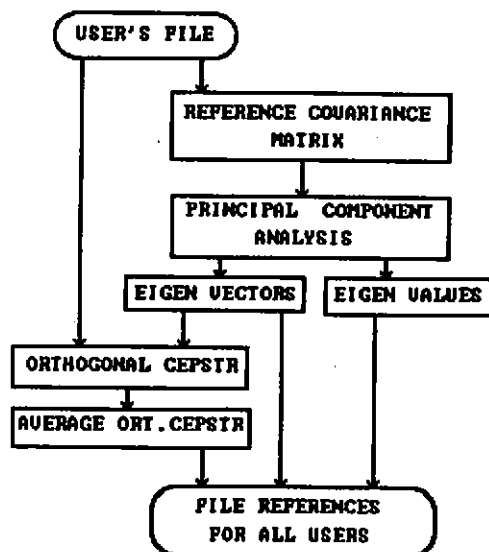 USER'S FILE
REFERENCE COVARIANCE
MATRIX
PRINCIPAL COMPONENT
ANALYSIS
EIGEN VECTORS
EIGEN VALUES
ORTHOGONAL CEPSTR
AVERAGE ORT.CEPSTR
FILE REFERENCES
FOR ALL USERS